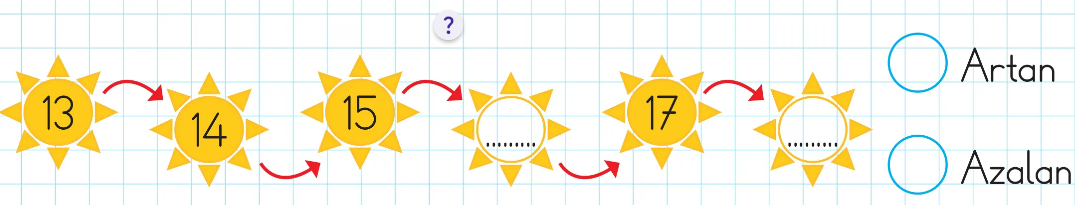 ?
13 14 15 ......... 17 .........
Artan
Azalan